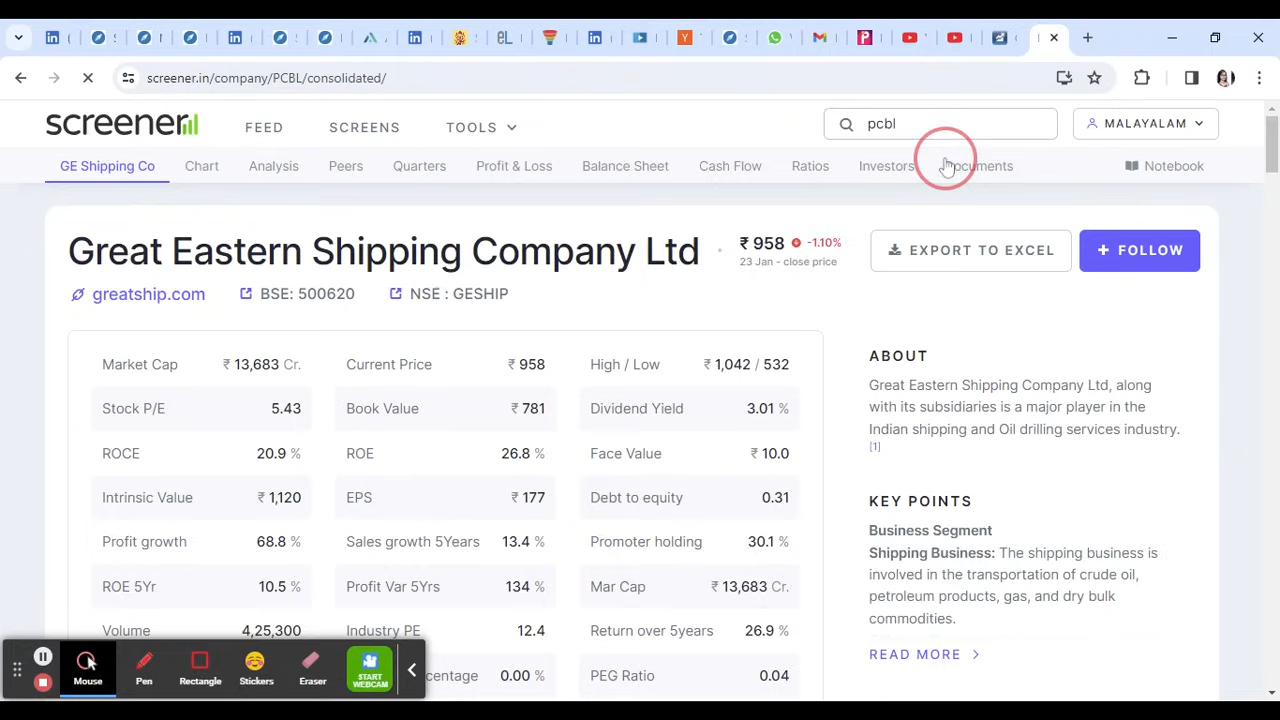 screener.in/company/PCBL/consolidated/
screener
FEED
SCREENS
TOOLS
pcbl
MALAYALAM
GE Shipping Co
Chart
Analysis
Peers
Quarters
Profit & Loss
Balance Sheet
Cash Flow
Ratios
Investors
Documents
Notebook
Great Eastern Shipping Company Ltd
₹ 958 -1.10%
23 Jan - close price
EXPORT TO EXCEL
+ FOLLOW
greatship.com
BSE: 500620
NSE : GESHIP
Market Cap ₹ 13,683 Cr.
Current Price ₹ 958
High / Low ₹ 1,042 / 532
Stock P/E 5.43
Book Value ₹ 781
Dividend Yield 3.01 %
ROCE 20.9 %
ROE 26.8 %
Face Value ₹ 10.0
Intrinsic Value ₹ 1,120
EPS ₹ 177
Debt to equity 0.31
Profit growth 68.8 %
Sales growth 5Years 13.4 %
Promoter holding 30.1 %
ROE 5Yr 10.5 %
Profit Var 5Yrs 134 %
Mar Cap ₹ 13,683 Cr.
Volume 4,25,300
Industry PE 12.4
Return over 5years 26.9 %
centage 0.00 %
PEG Ratio 0.04
ABOUT
Great Eastern Shipping Company Ltd, along
with its subsidiaries is a major player in the
Indian shipping and Oil drilling services industry.
[1]
KEY POINTS
Business Segment
Shipping Business: The shipping business is
involved in the transportation of crude oil,
petroleum products, gas, and dry bulk
commodities.
READ MORE
Mouse
Pen
Rectangle
Stickers
Eraser
START
WEBCAM